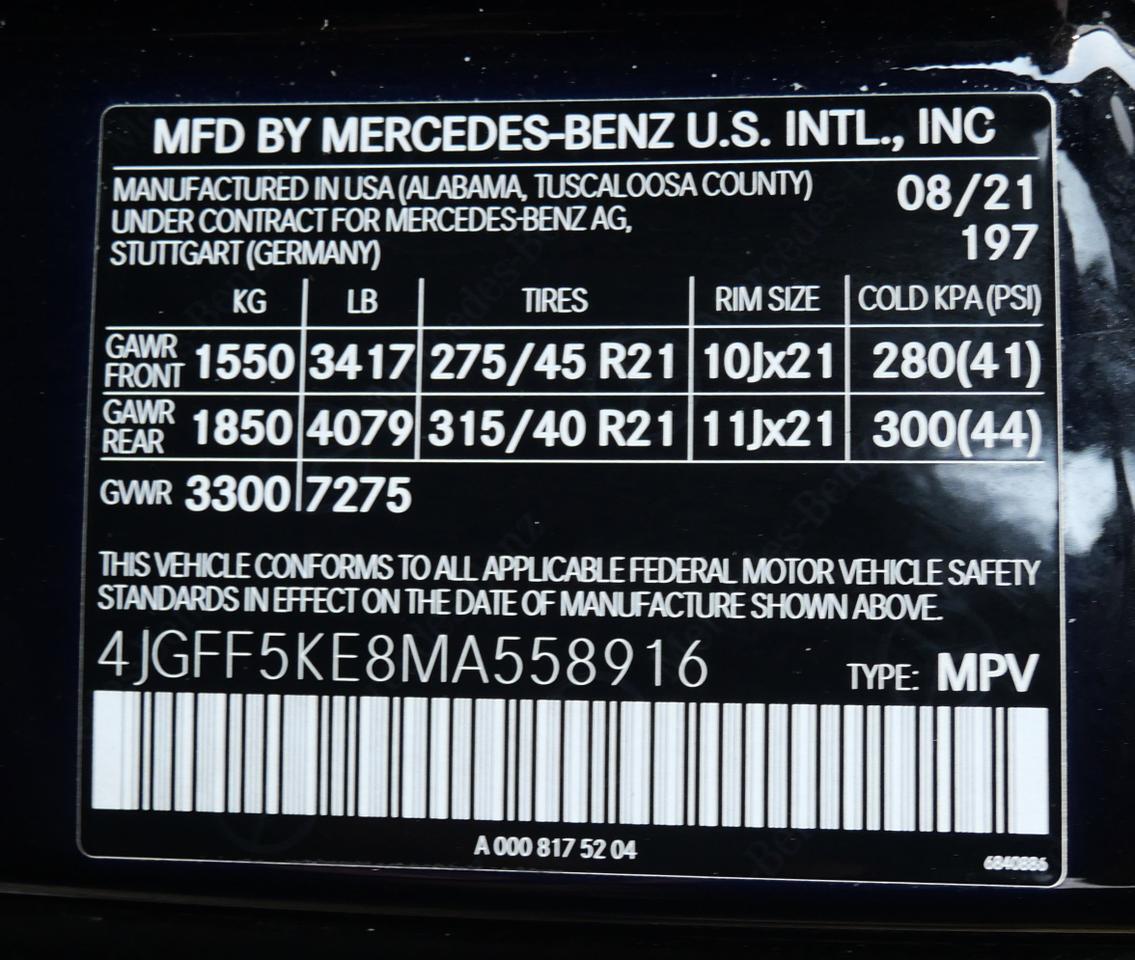 MFD BY MERCEDES-BENZ U.S. INTL., INC
MANUFACTURED IN USA (ALABAMA, TUSCALOOSA COUNTY) 08/21
UNDER CONTRACT FOR MERCEDES-BENZ AG, 197
STUTTGART (GERMANY)
KG LB TIRES RIM SIZE COLD KPA (PSI)
GAWR FRONT 1550 3417 275/45 R21 10Jx21 280(41)
GAWR REAR 1850 4079 315/40 R21 11Jx21 300(44)
GVWR 3300 7275
THIS VEHICLE CONFORMS TO ALL APPLICABLE FEDERAL MOTOR VEHICLE SAFETY
STANDARDS IN EFFECT ON THE DATE OF MANUFACTURE SHOWN ABOVE.
4JGFF5KE8MA558916 TYPE: MPV
A 000 817 52 04 6840886